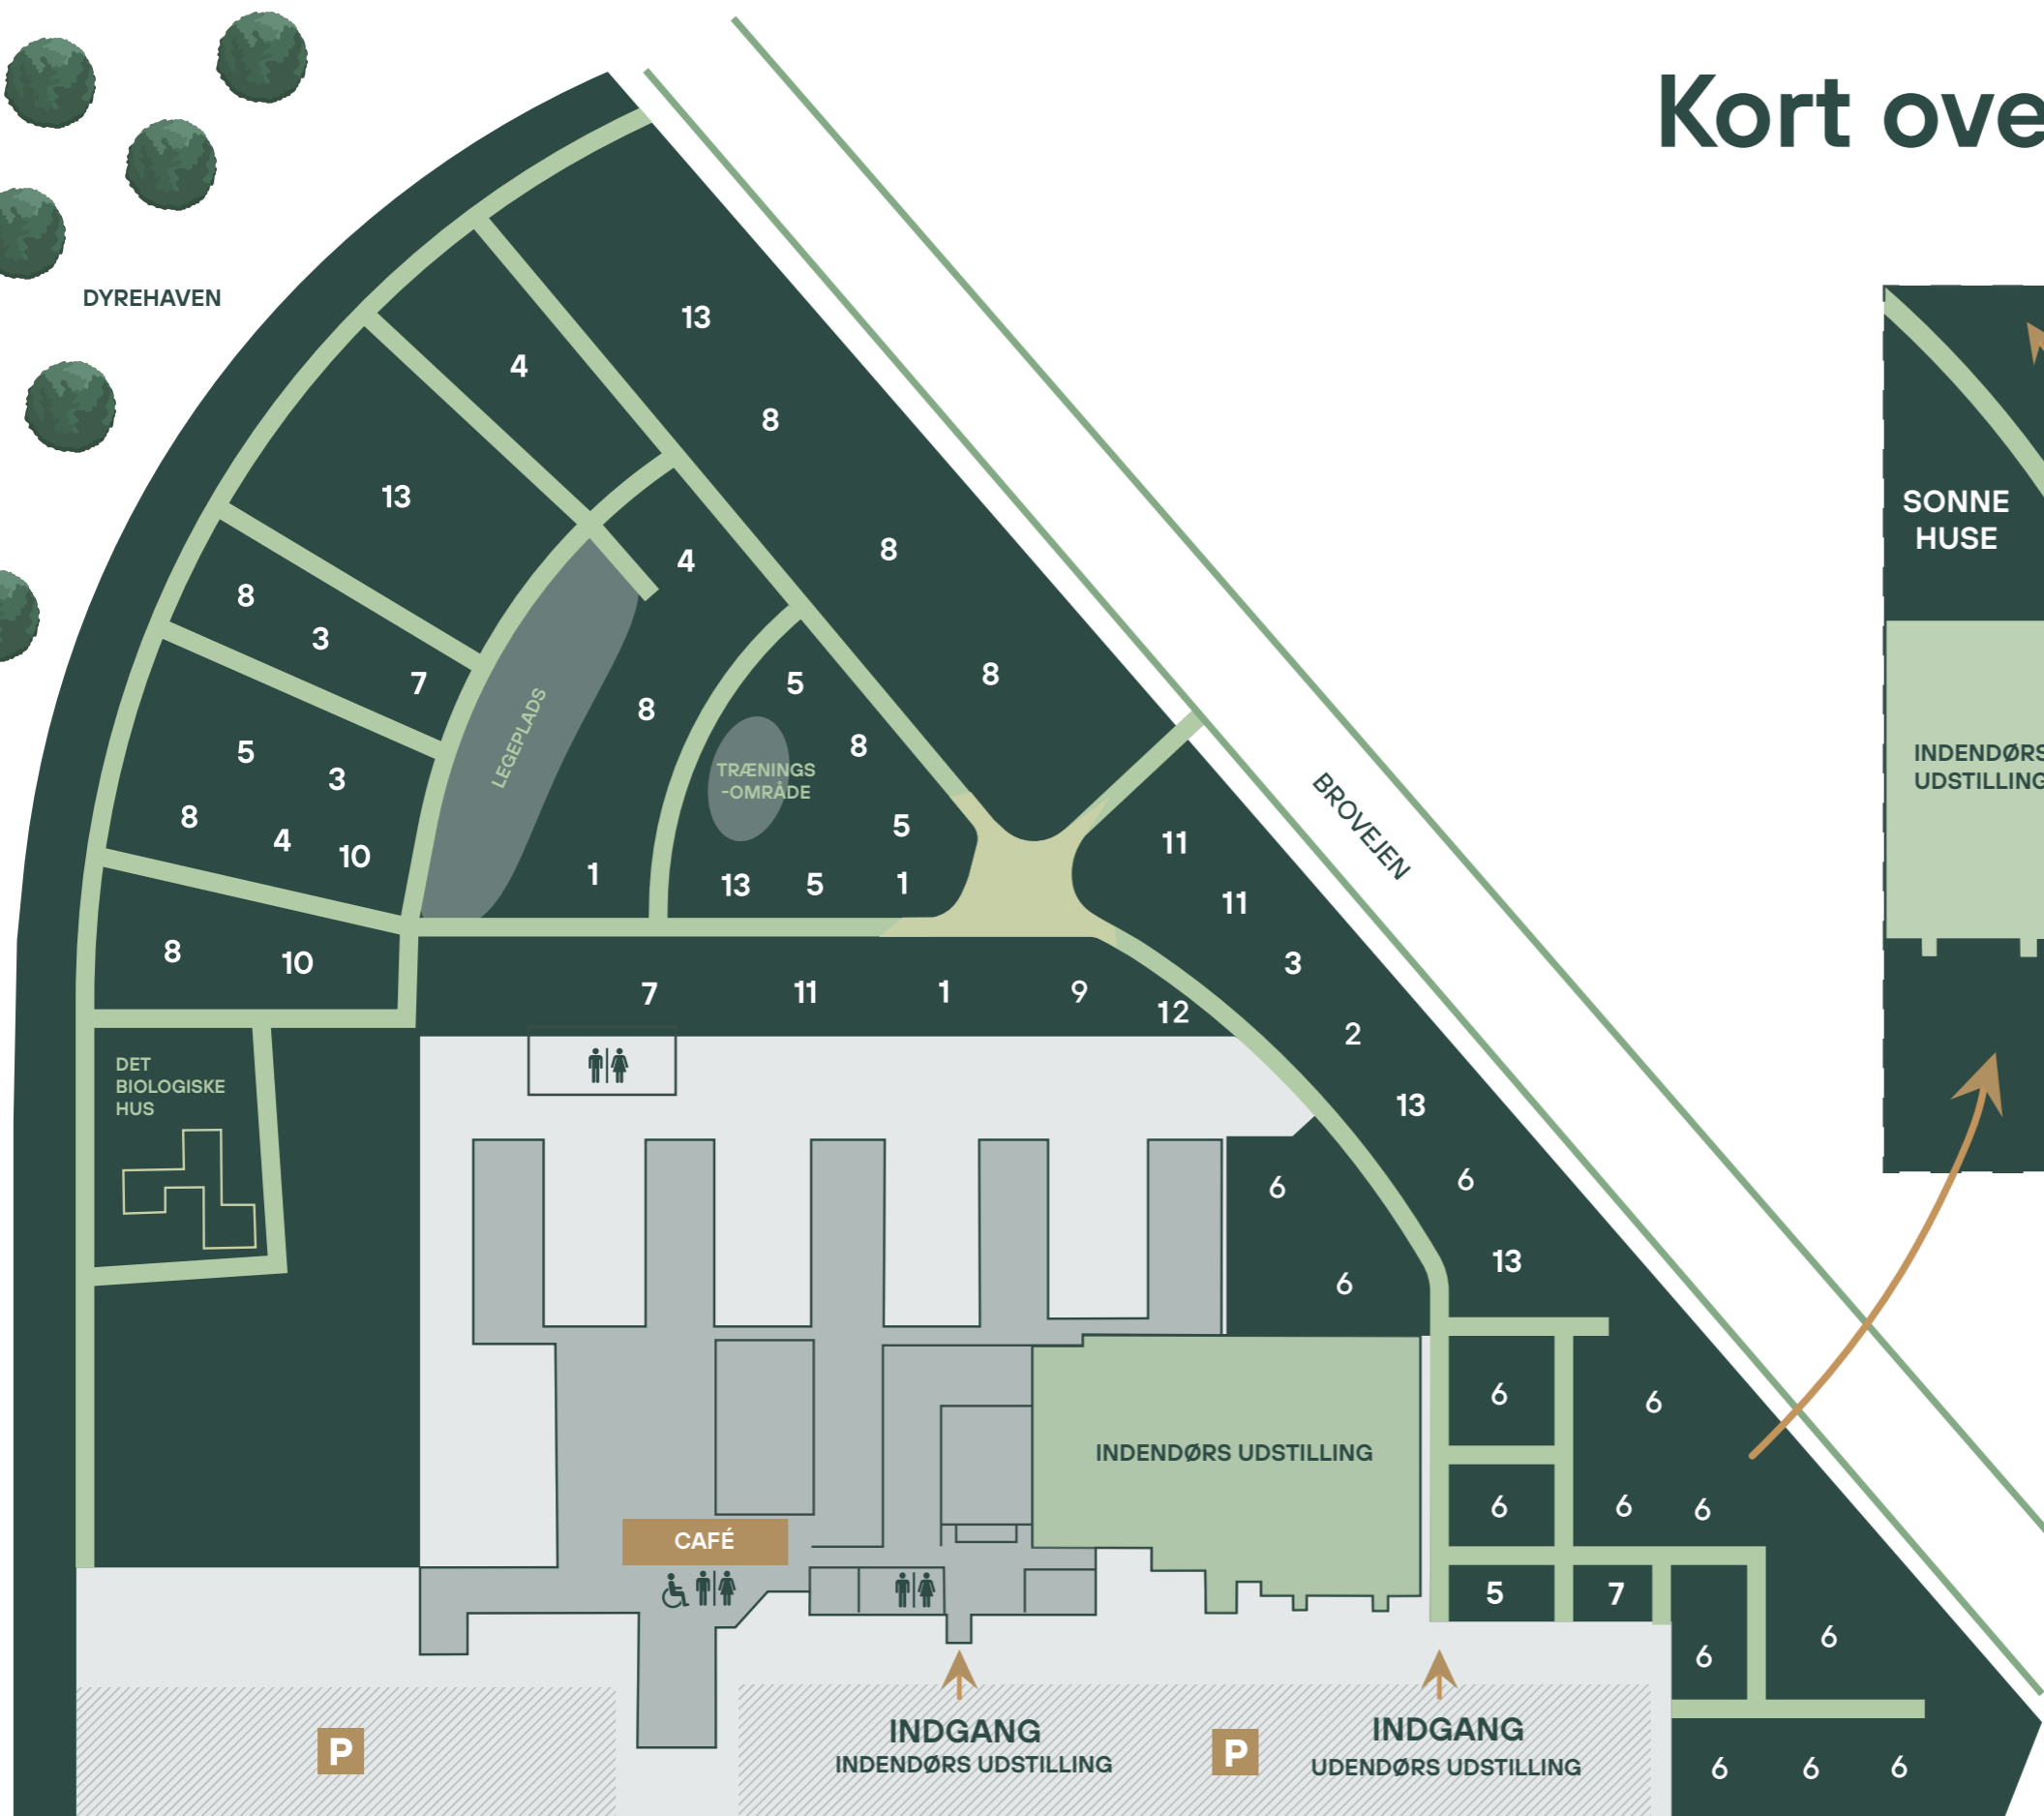 Kort ove
DYREHAVEN
13
4
8
13
8
4
8
3
7
8
8
5
8
5
3
8
4
10
LEGEPLADS
TRÆNINGS
-OMRÅDE
5
1
13
5
1
8
10
7
11
1
9
12
11
11
3
2
13
6
13
BROVEJEN
SONNE
HUSE
INDENDØRS
UDSTILLING
DET
BIOLOGISKE
HUS
6
6
INDENDØRS UDSTILLING
6
6
6
6
6
5
7
6
6
6
6
6
CAFÉ
P
INDGANG
INDENDØRS UDSTILLING
P
INDGANG
UDENDØRS UDSTILLING